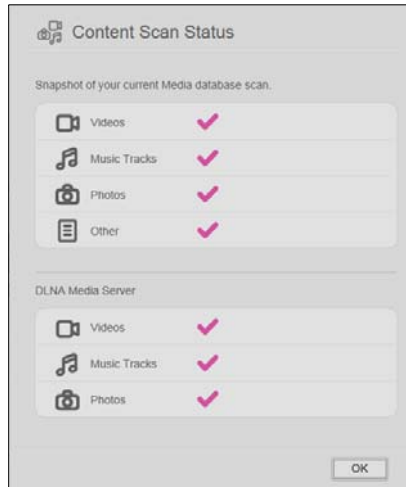 Content Scan Status
Snapshot of your current Media database scan.
Videos
Music Tracks
Photos
Other
DLNA Media Server
Videos
Music Tracks
Photos
OK